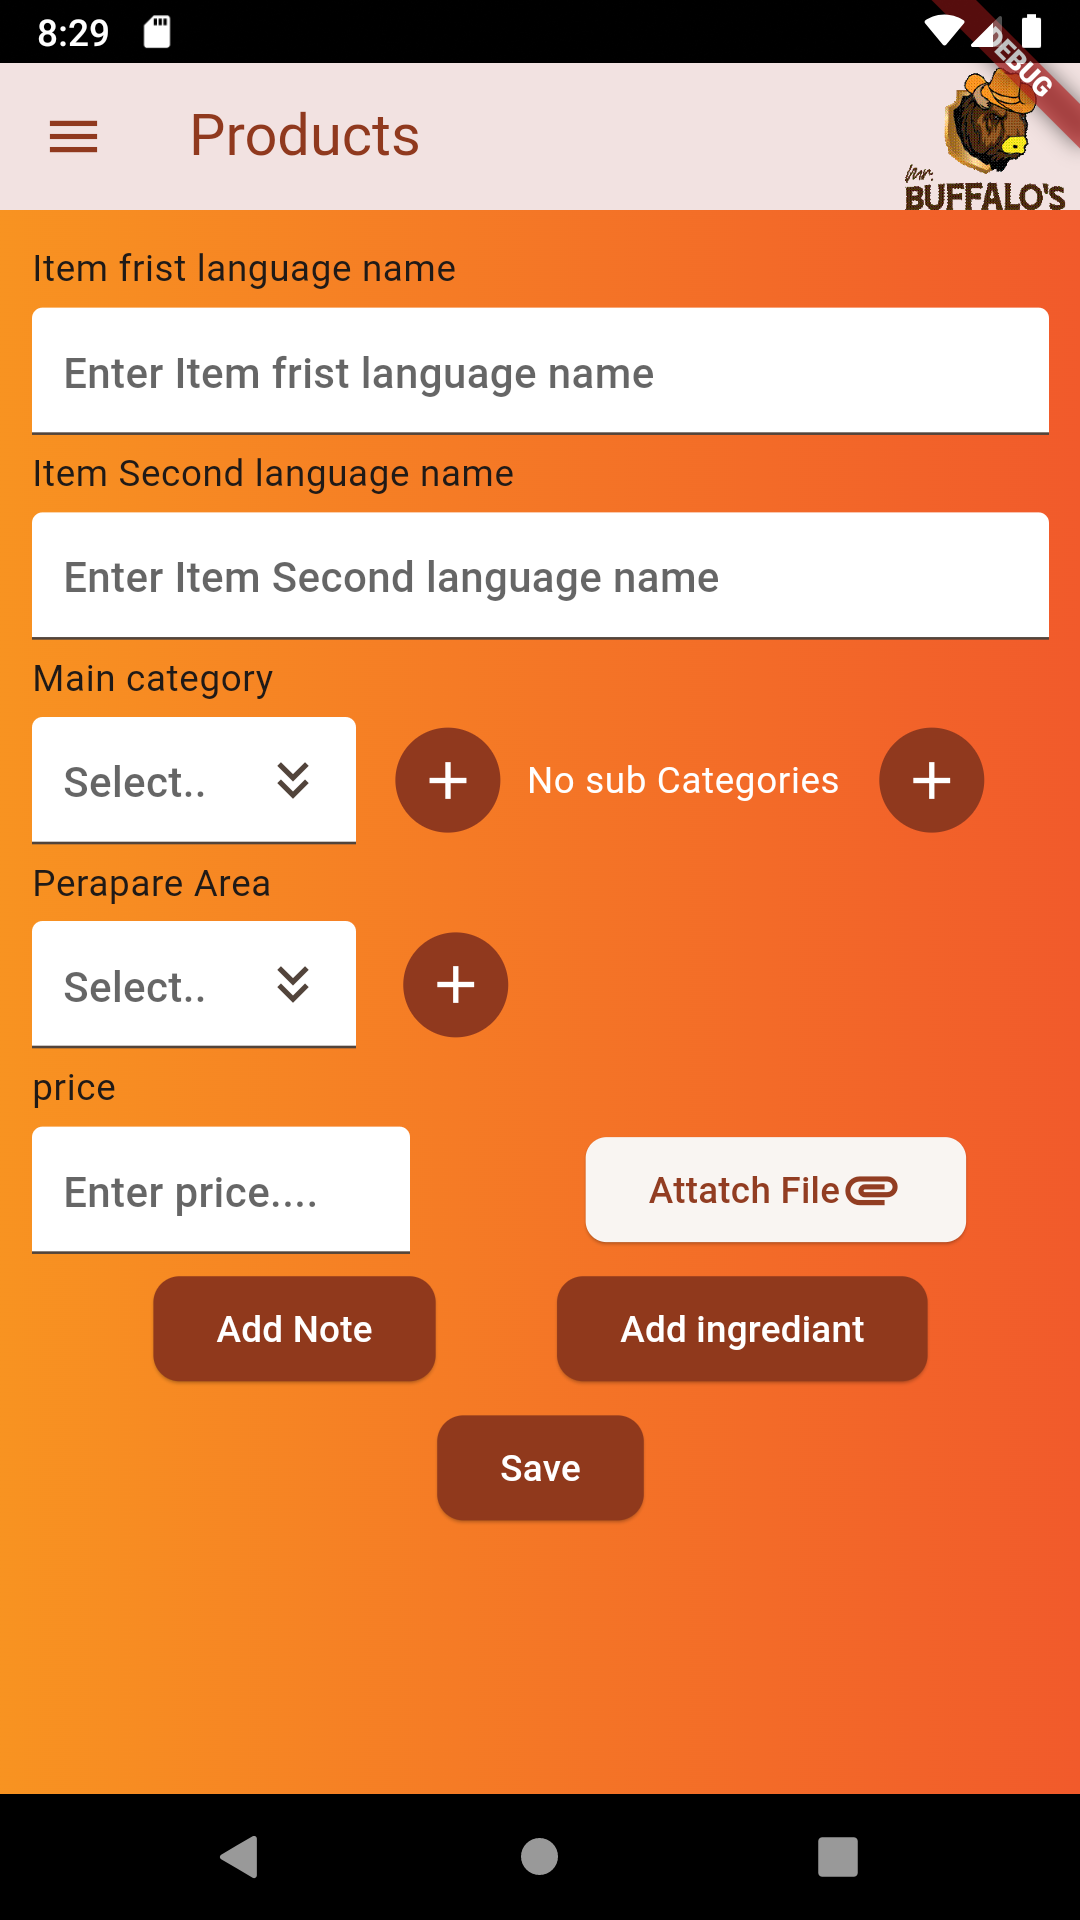 8:29
DEBUG
Products
Mr.
BUFFALO'S
Item frist language name
Enter Item frist language name
Item Second language name
Enter Item Second language name
Main category
Select.. No sub Categories
Perapare Area
Select..
price
Enter price.... Attatch File
Add Note Add ingrediant
Save